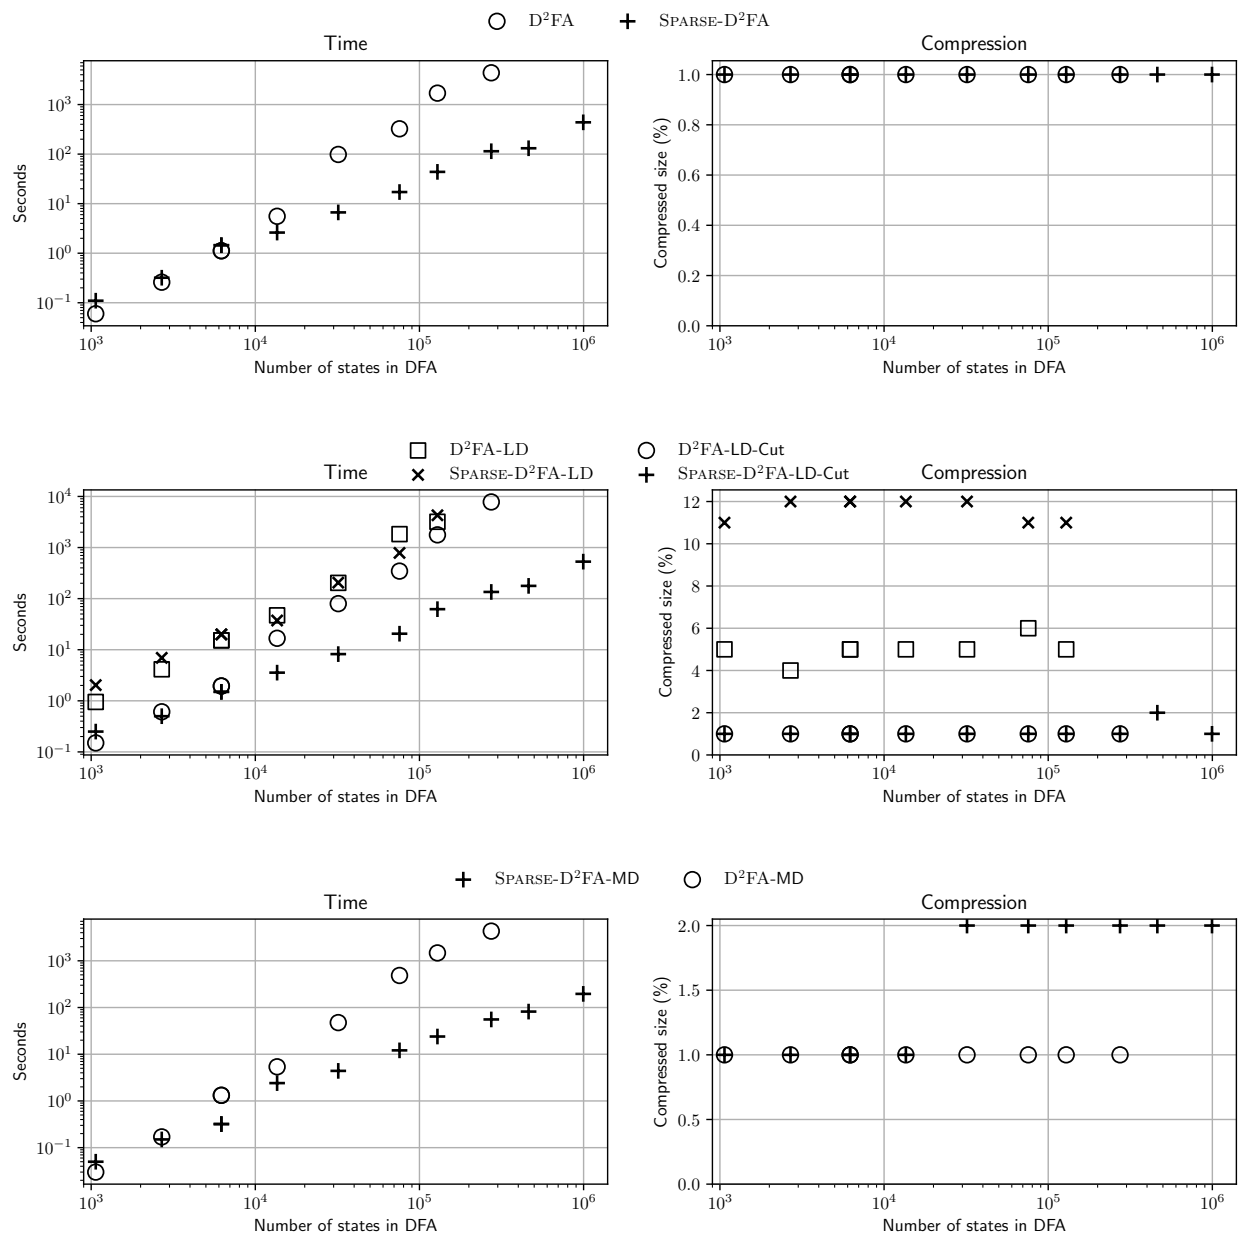 D²FA SPARSE-D²FA
Time
10³
10²
10¹
10⁰
10⁻¹
Seconds
10³ 10⁴ 10⁵ 10⁶
Number of states in DFA
Compression
1.0
0.8
0.6
0.4
0.2
0.0
Compressed size (%)
10³ 10⁴ 10⁵ 10⁶
Number of states in DFA
D²FA-LD D²FA-LD-Cut
SPARSE-D²FA-LD SPARSE-D²FA-LD-Cut
Time
10⁴
10³
10²
10¹
10⁰
10⁻¹
Seconds
10³ 10⁴ 10⁵ 10⁶
Number of states in DFA
Compression
12
10
8
6
4
2
0
Compressed size (%)
10³ 10⁴ 10⁵ 10⁶
Number of states in DFA
SPARSE-D²FA-MD D²FA-MD
Time
10³
10²
10¹
10⁰
10⁻¹
Seconds
10³ 10⁴ 10⁵ 10⁶
Number of states in DFA
Compression
2.0
1.5
1.0
0.5
0.0
Compressed size (%)
10³ 10⁴ 10⁵ 10⁶
Number of states in DFA